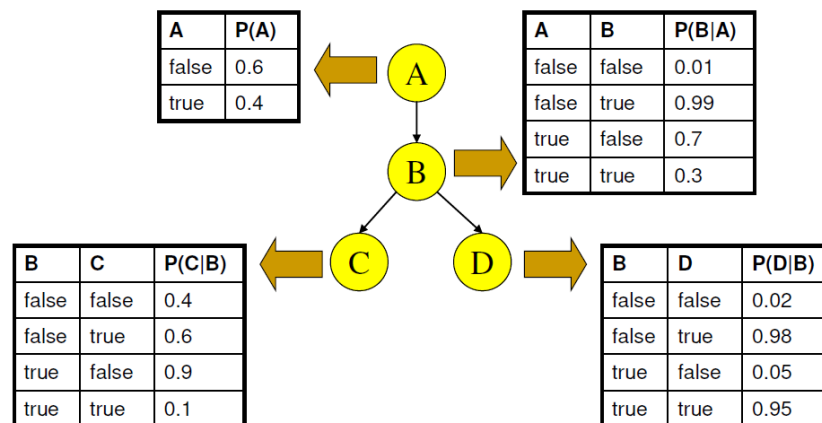 A P(A)
false 0.6
true 0.4
A
A B P(B|A)
false false 0.01
false true 0.99
true false 0.7
true true 0.3
B
B C P(C|B)
false false 0.4
false true 0.6
true false 0.9
true true 0.1
C
D
B D P(D|B)
false false 0.02
false true 0.98
true false 0.05
true true 0.95